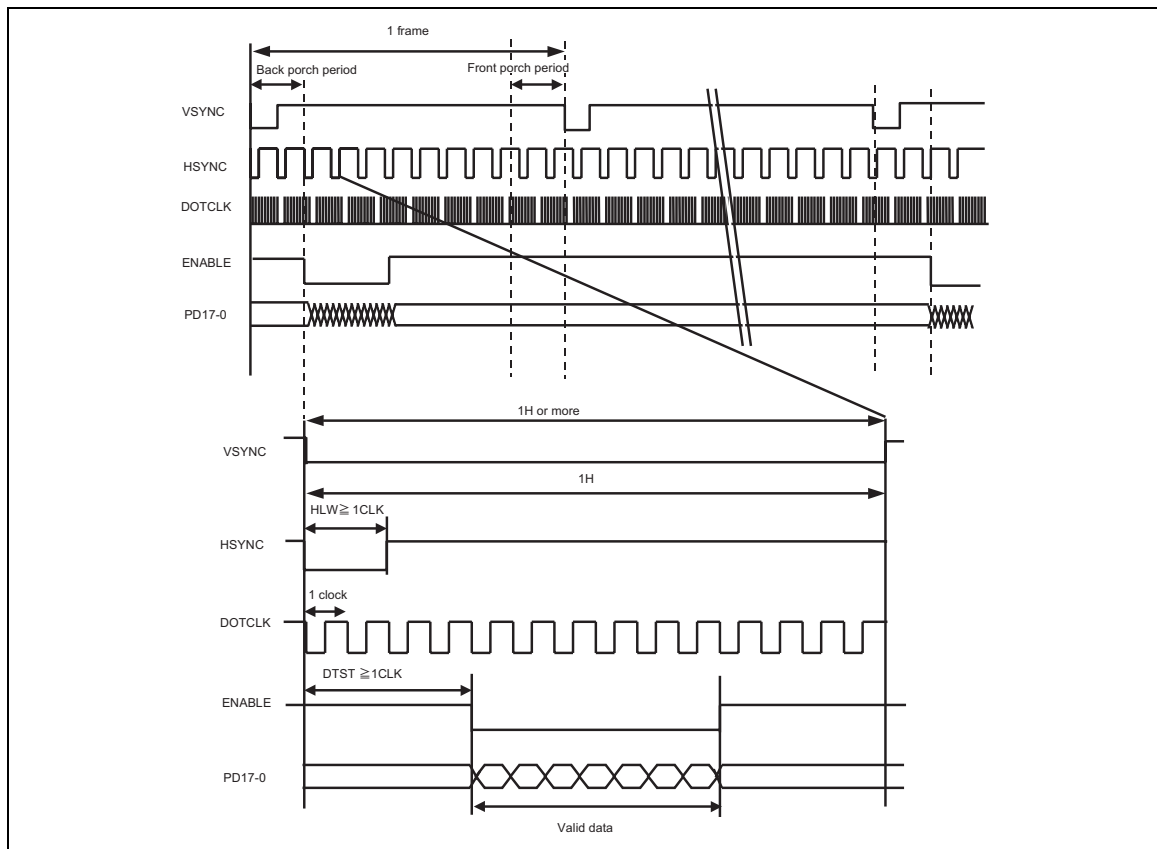 1 frame
Back porch period
Front porch period
VSYNC
HSYNC
DOTCLK
ENABLE
PD17-0
1H or more
VSYNC
1H
HLW≧ 1CLK
HSYNC
1 clock
DOTCLK
DTST ≧1CLK
ENABLE
PD17-0
Valid data